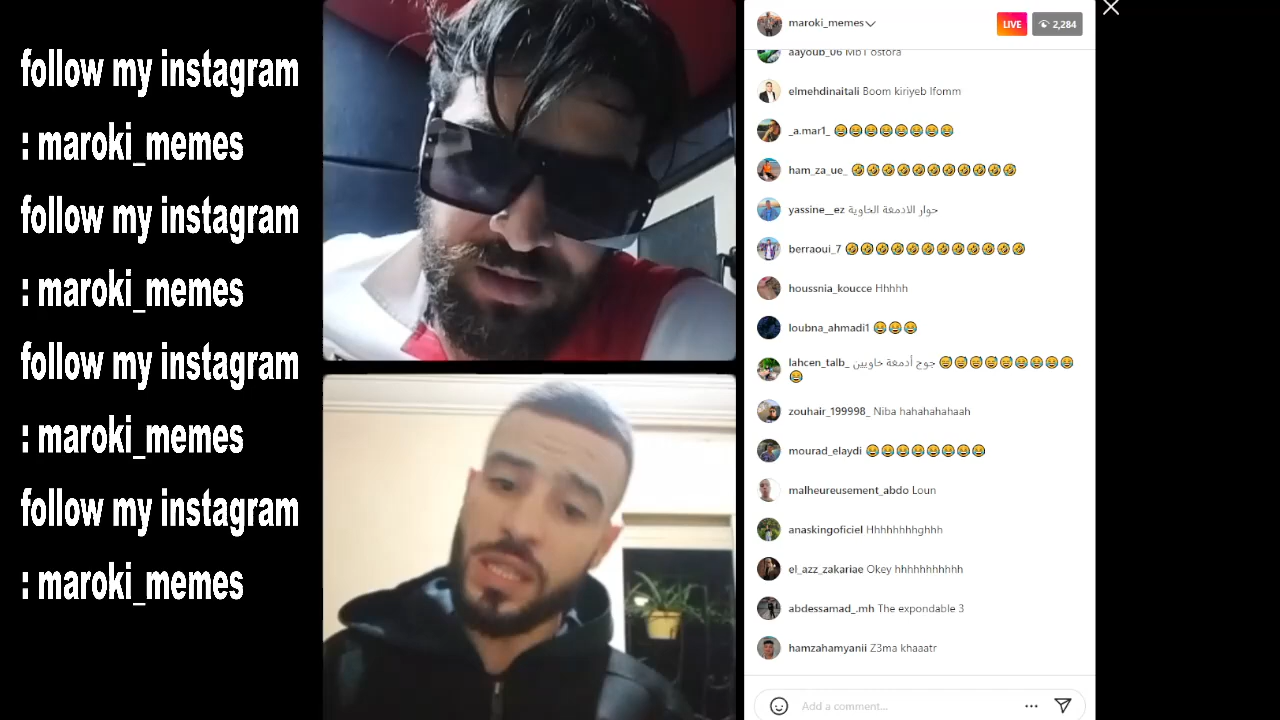 follow my instagram
: maroki_memes
follow my instagram
: maroki_memes
follow my instagram
: maroki_memes
follow my instagram
: maroki_memes
maroki_memes
LIVE
2,284
aayoub_06 Mb1 ostora
elmehdinaitali Boom kiriyeb lfomm
_a.mar1_ 😂😂😂😂😂😂😂😂
ham_za_ue_ 🤣🤣🤣🤣🤣🤣🤣🤣🤣🤣🤣
yassine__ez حوار الادمغة الخاوية
berraoui_7 🤣🤣🤣🤣🤣🤣🤣🤣🤣🤣🤣🤣
houssnia_koucce Hhhhh
loubna_ahmadi1 😂😂😂
lahcen_talb_ جوج أدمغة خاويين 😅😅😅😅😅😂😂😂😂
😂
zouhair_199998_ Niba hahahahahaah
mourad_elaydi 😂😂😂😂😂😂😂😂
malheureusement_abdo Loun
anaskingoficiel Hhhhhhhhghhh
el_azz_zakariae Okey hhhhhhhhhhh
abdessamad_.mh The expondable 3
hamzahamyanii Z3ma khaaatr
Add a comment...